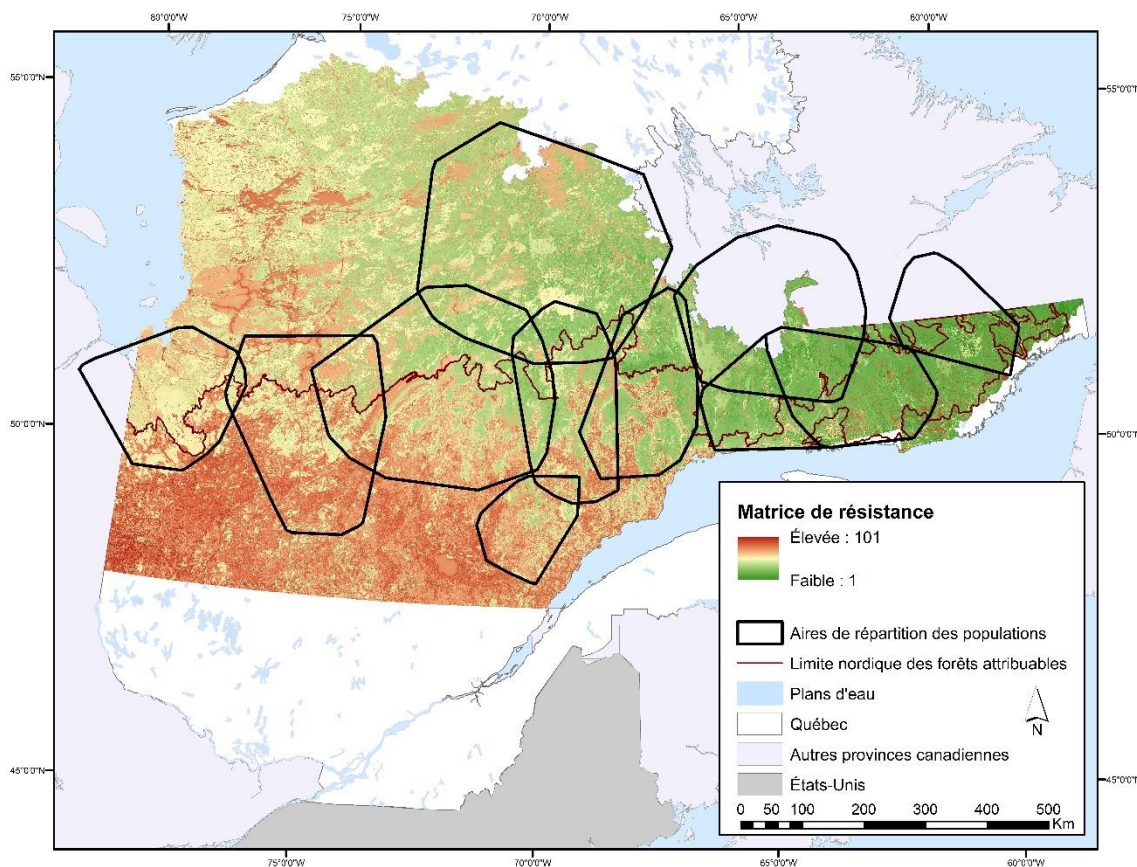 80°0'0"W 75°0'0"W 70°0'0"W 65°0'0"W 60°0'0"W
55°0'0"N 55°0'0"N
50°0'0"N 50°0'0"N
45°0'0"N 45°0'0"N
Matrice de résistance
Élevée : 101
Faible : 1
Aires de répartition des populations
Limite nordique des forêts attribuables
Plans d'eau
Québec
Autres provinces canadiennes
États-Unis
N
0 50 100 200 300 400 500
Km
75°0'0"W 70°0'0"W 65°0'0"W 60°0'0"W